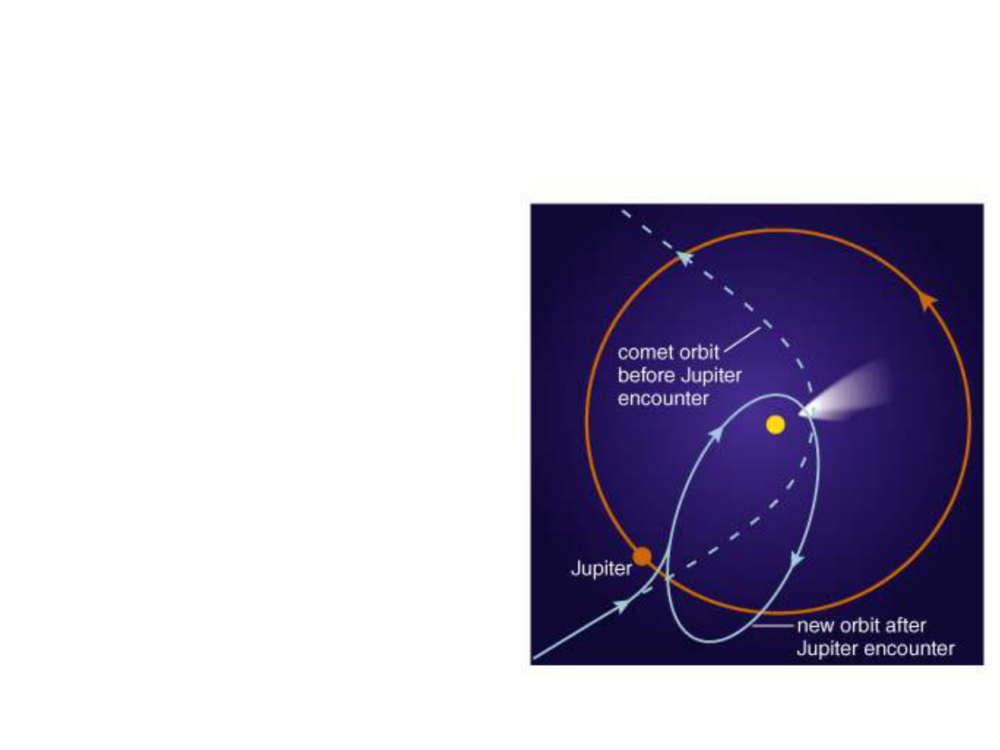 comet orbit
before Jupiter
encounter
Jupiter
new orbit after
Jupiter encounter